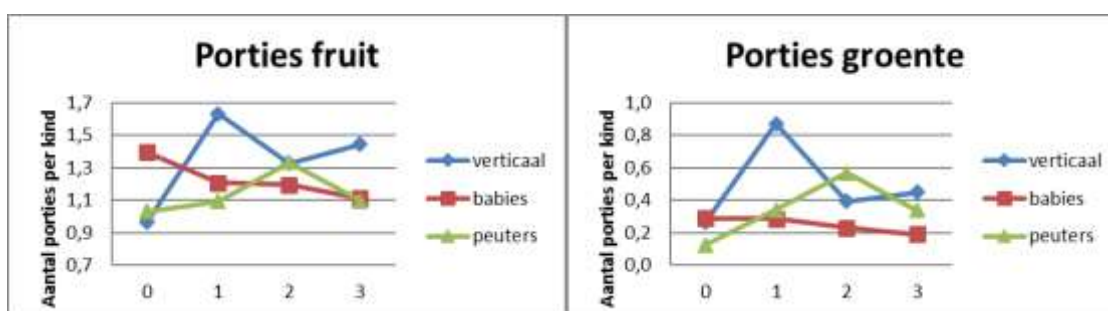 Porties fruit
Aantal porties per kind
1,7
1,5
1,3
1,1
0,9
0,7
0 1 2 3
verticaal
babies
peuters
Porties groente
Aantal porties per kind
1,0
0,8
0,6
0,4
0,2
0,0
0 1 2 3
verticaal
babies
peuters